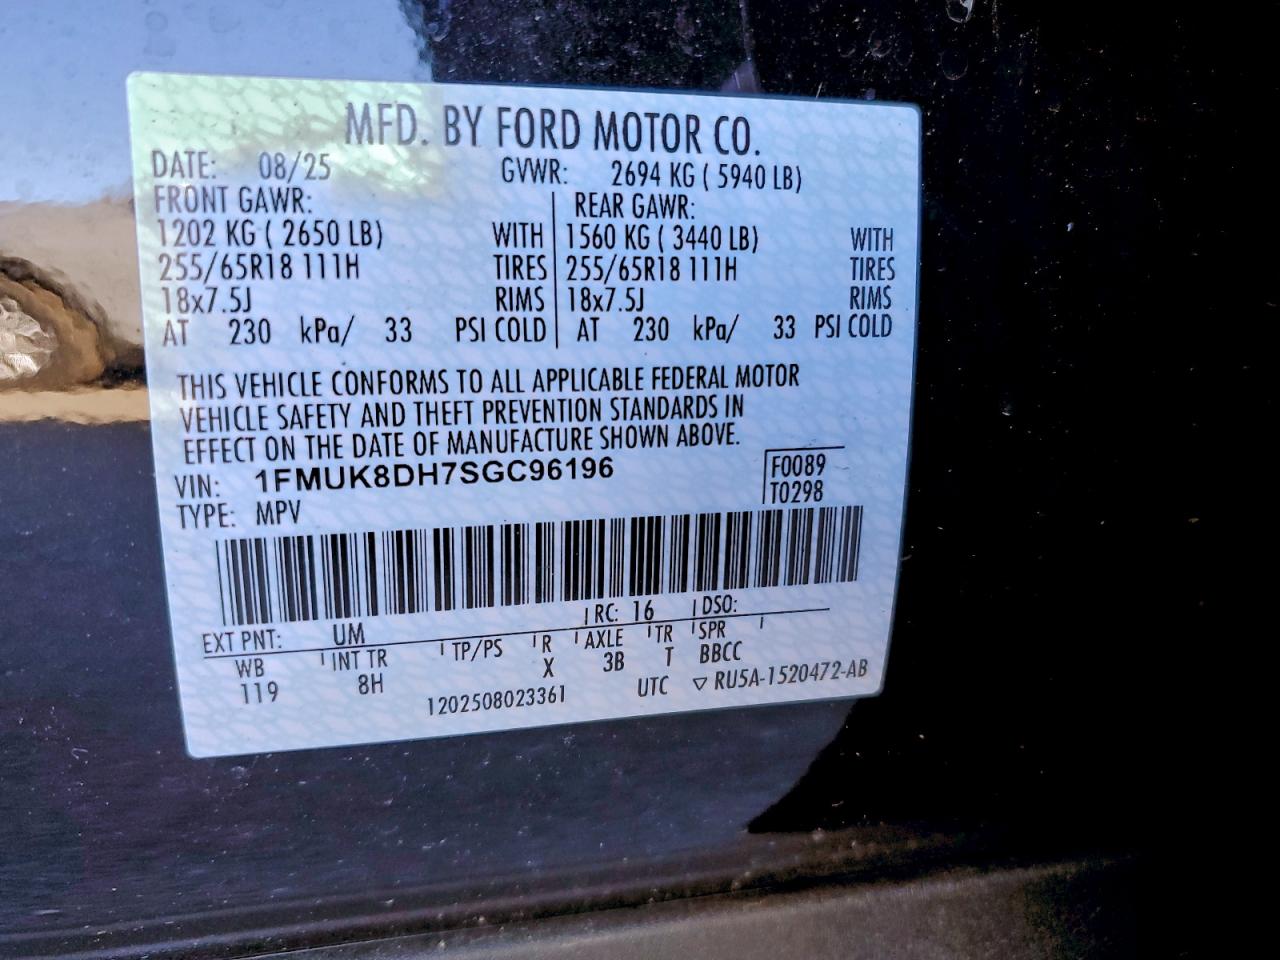 MFD. BY FORD MOTOR CO.
DATE: 08/25 GVWR: 2694 KG ( 5940 LB)
FRONT GAWR: REAR GAWR:
1202 KG ( 2650 LB) WITH 1560 KG ( 3440 LB) WITH
255/65R18 111H TIRES 255/65R18 111H TIRES
18x7.5J RIMS 18x7.5J RIMS
AT 230 kPa/ 33 PSI COLD AT 230 kPa/ 33 PSI COLD
THIS VEHICLE CONFORMS TO ALL APPLICABLE FEDERAL MOTOR
VEHICLE SAFETY AND THEFT PREVENTION STANDARDS IN
EFFECT ON THE DATE OF MANUFACTURE SHOWN ABOVE.
VIN: 1FMUK8DH7SGC96196 F0089
TYPE: MPV T0298
EXT PNT: UM RC: 16 DSO:
WB INT TR TP/PS R AXLE TR SPR
119 8H X 3B T BBCC
1202508023361 UTC ▽ RU5A-1520472-AB